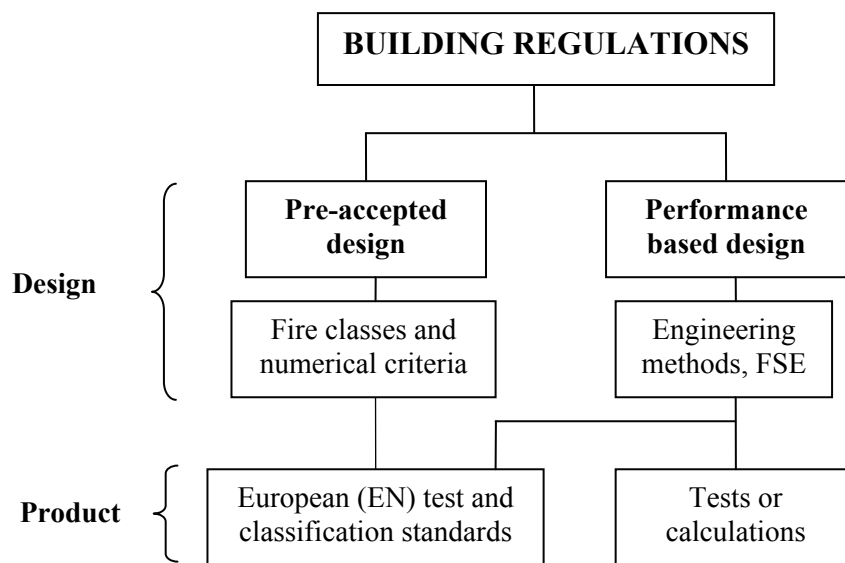 BUILDING REGULATIONS
Pre-accepted
design
Performance
based design
Design
Fire classes and
numerical criteria
Engineering
methods, FSE
Product
European (EN) test and
classification standards
Tests or
calculations